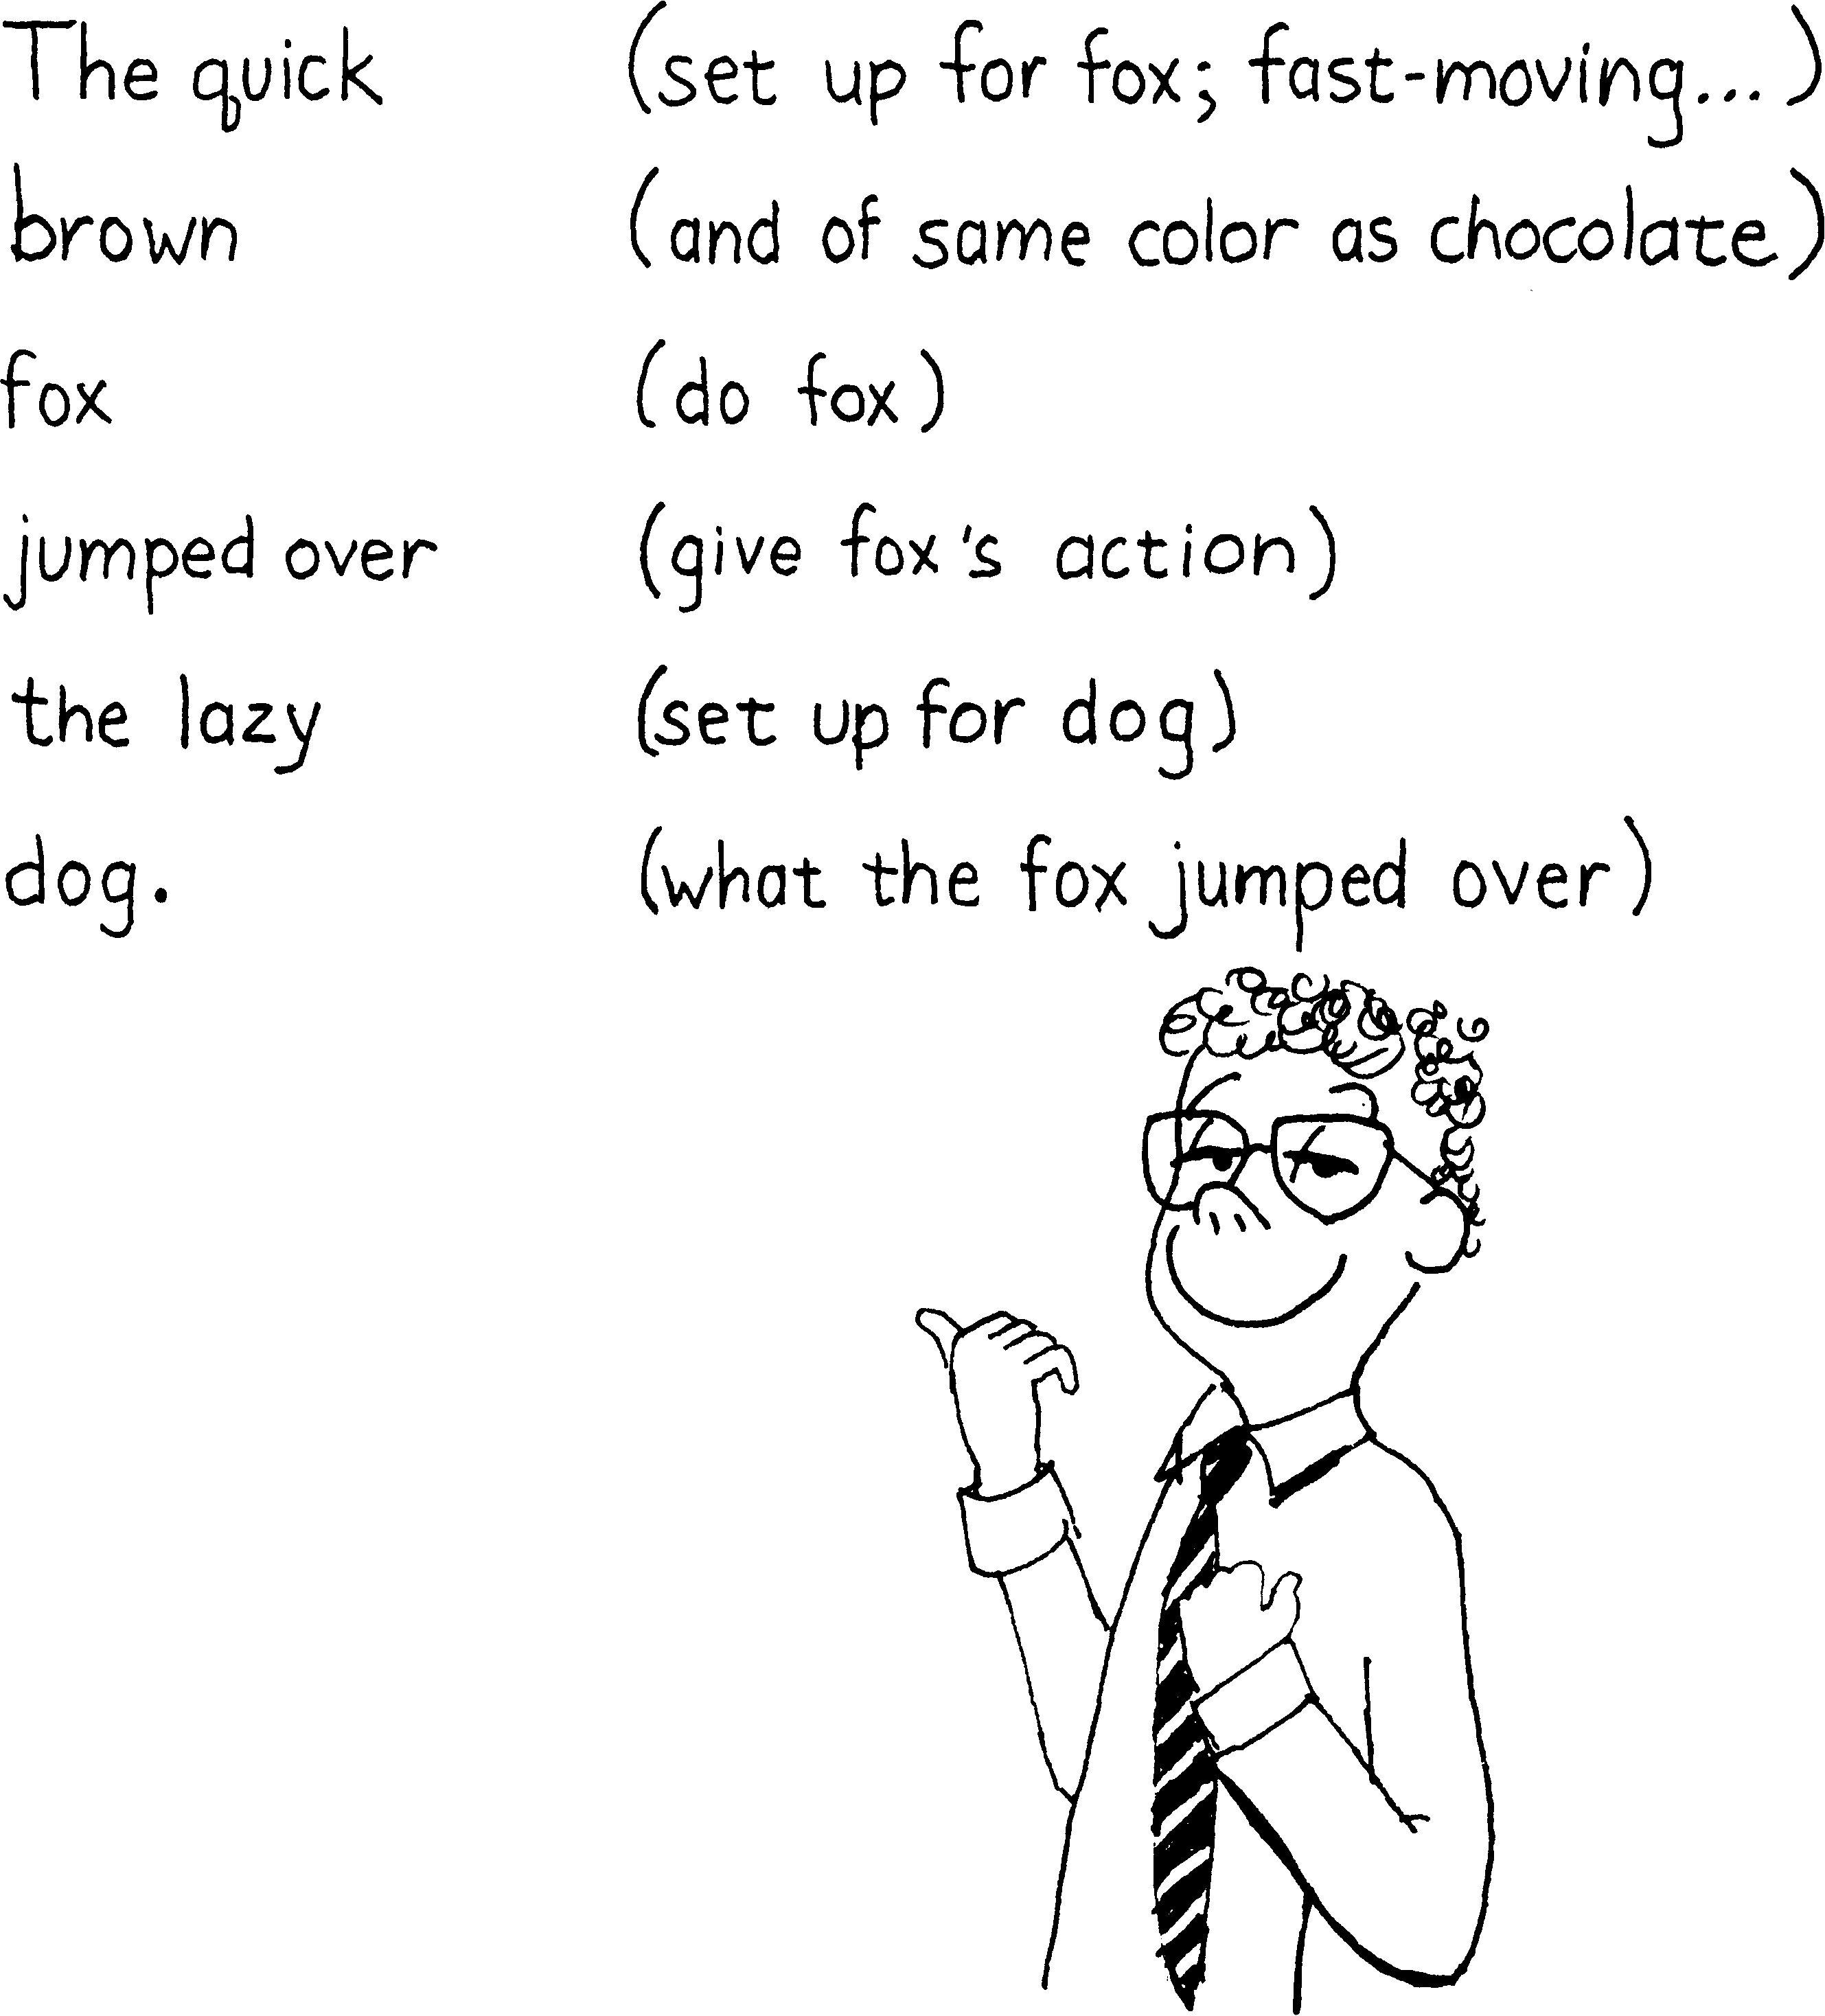 The quick (set up for fox; fast-moving...)
brown (and of same color as chocolate)
fox (do fox)
jumped over (give fox's action)
the lazy (set up for dog)
dog. (what the fox jumped over)